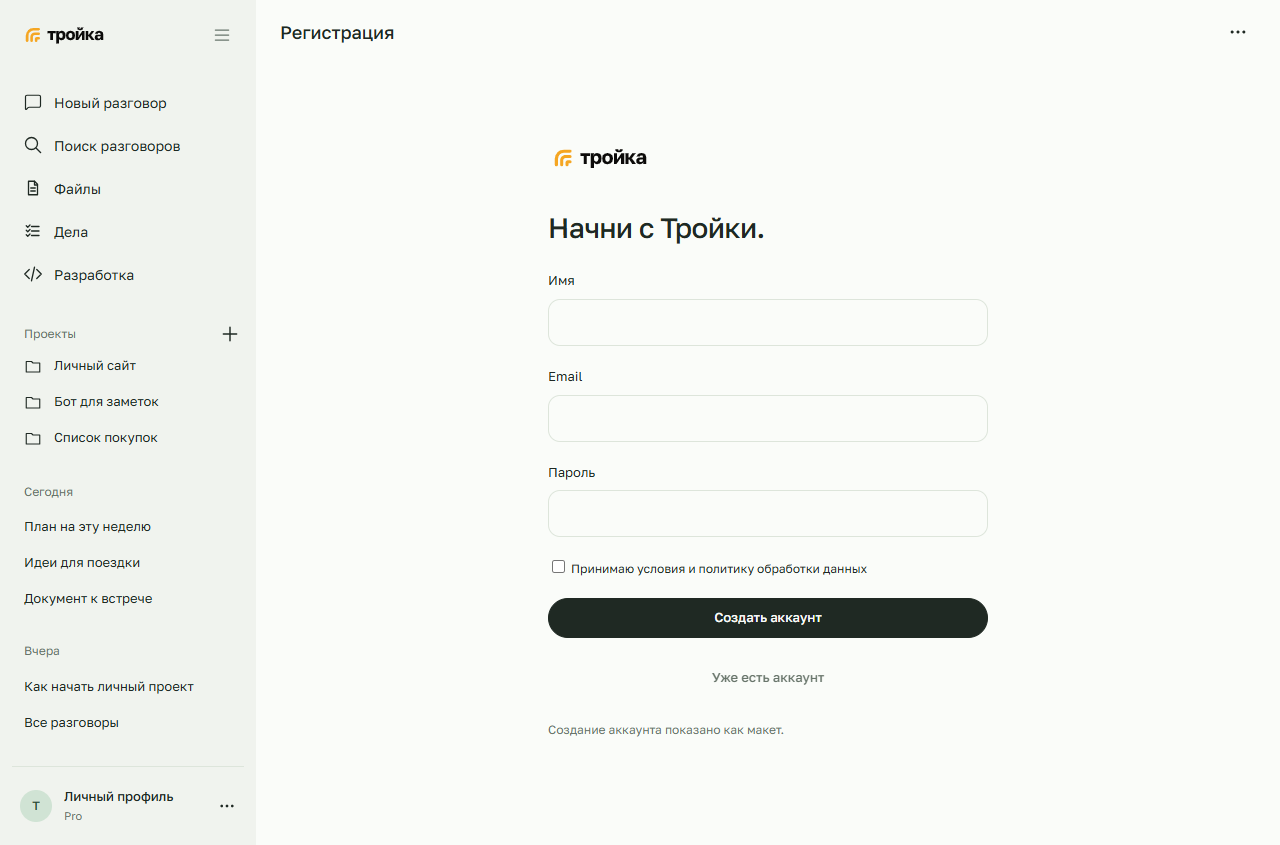 тройка
Новый разговор
Поиск разговоров
Файлы
Дела
Разработка
Проекты
Личный сайт
Бот для заметок
Список покупок
Сегодня
План на эту неделю
Идеи для поездки
Документ к встрече
Вчера
Как начать личный проект
Все разговоры
Т
Личный профиль
Pro
Регистрация
тройка
Начни с Тройки.
Имя
Email
Пароль
Принимаю условия и политику обработки данных
Создать аккаунт
Уже есть аккаунт
Создание аккаунта показано как макет.